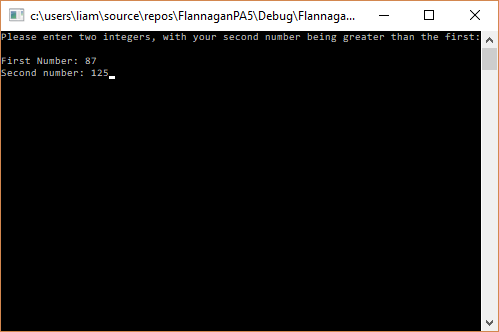 c:\users\liam\source\repos\FlannaganPA5\Debug\Flannaga...
Please enter two integers, with your second number being greater than the first:
First Number: 87
Second number: 125